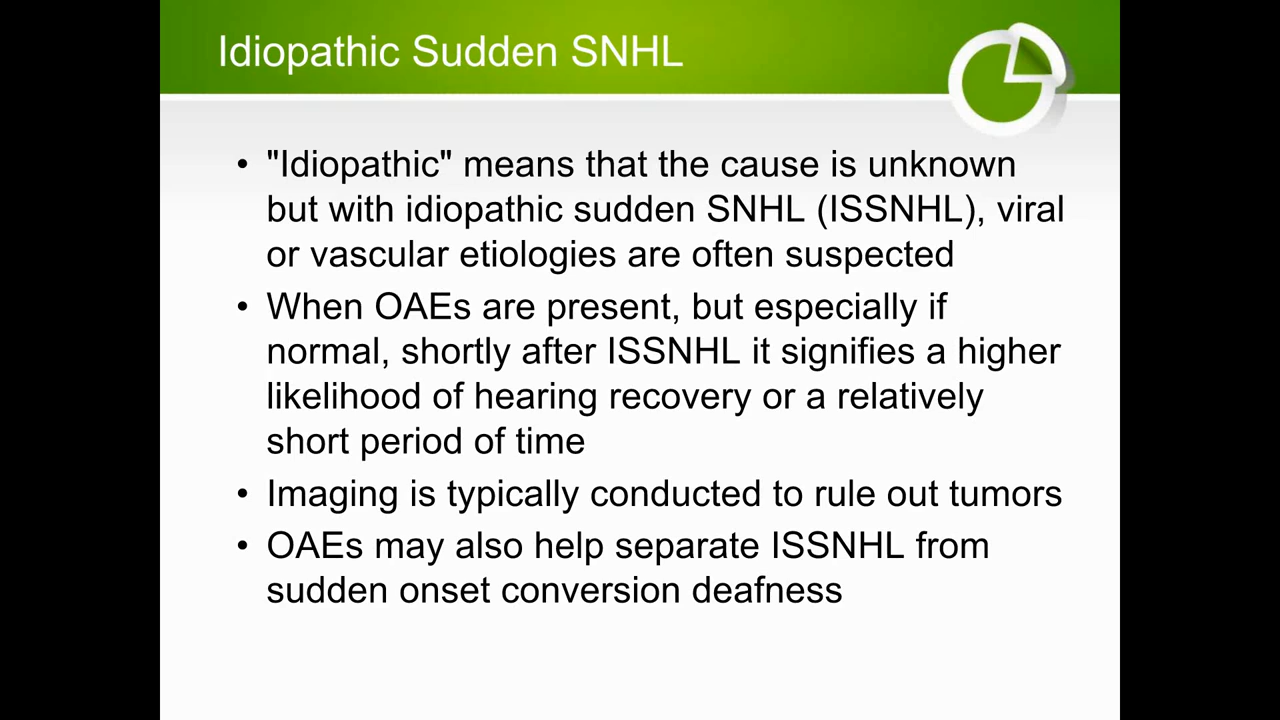 Idiopathic Sudden SNHL
• "Idiopathic" means that the cause is unknown
but with idiopathic sudden SNHL (ISSNHL), viral
or vascular etiologies are often suspected
• When OAEs are present, but especially if
normal, shortly after ISSNHL it signifies a higher
likelihood of hearing recovery or a relatively
short period of time
• Imaging is typically conducted to rule out tumors
• OAEs may also help separate ISSNHL from
sudden onset conversion deafness